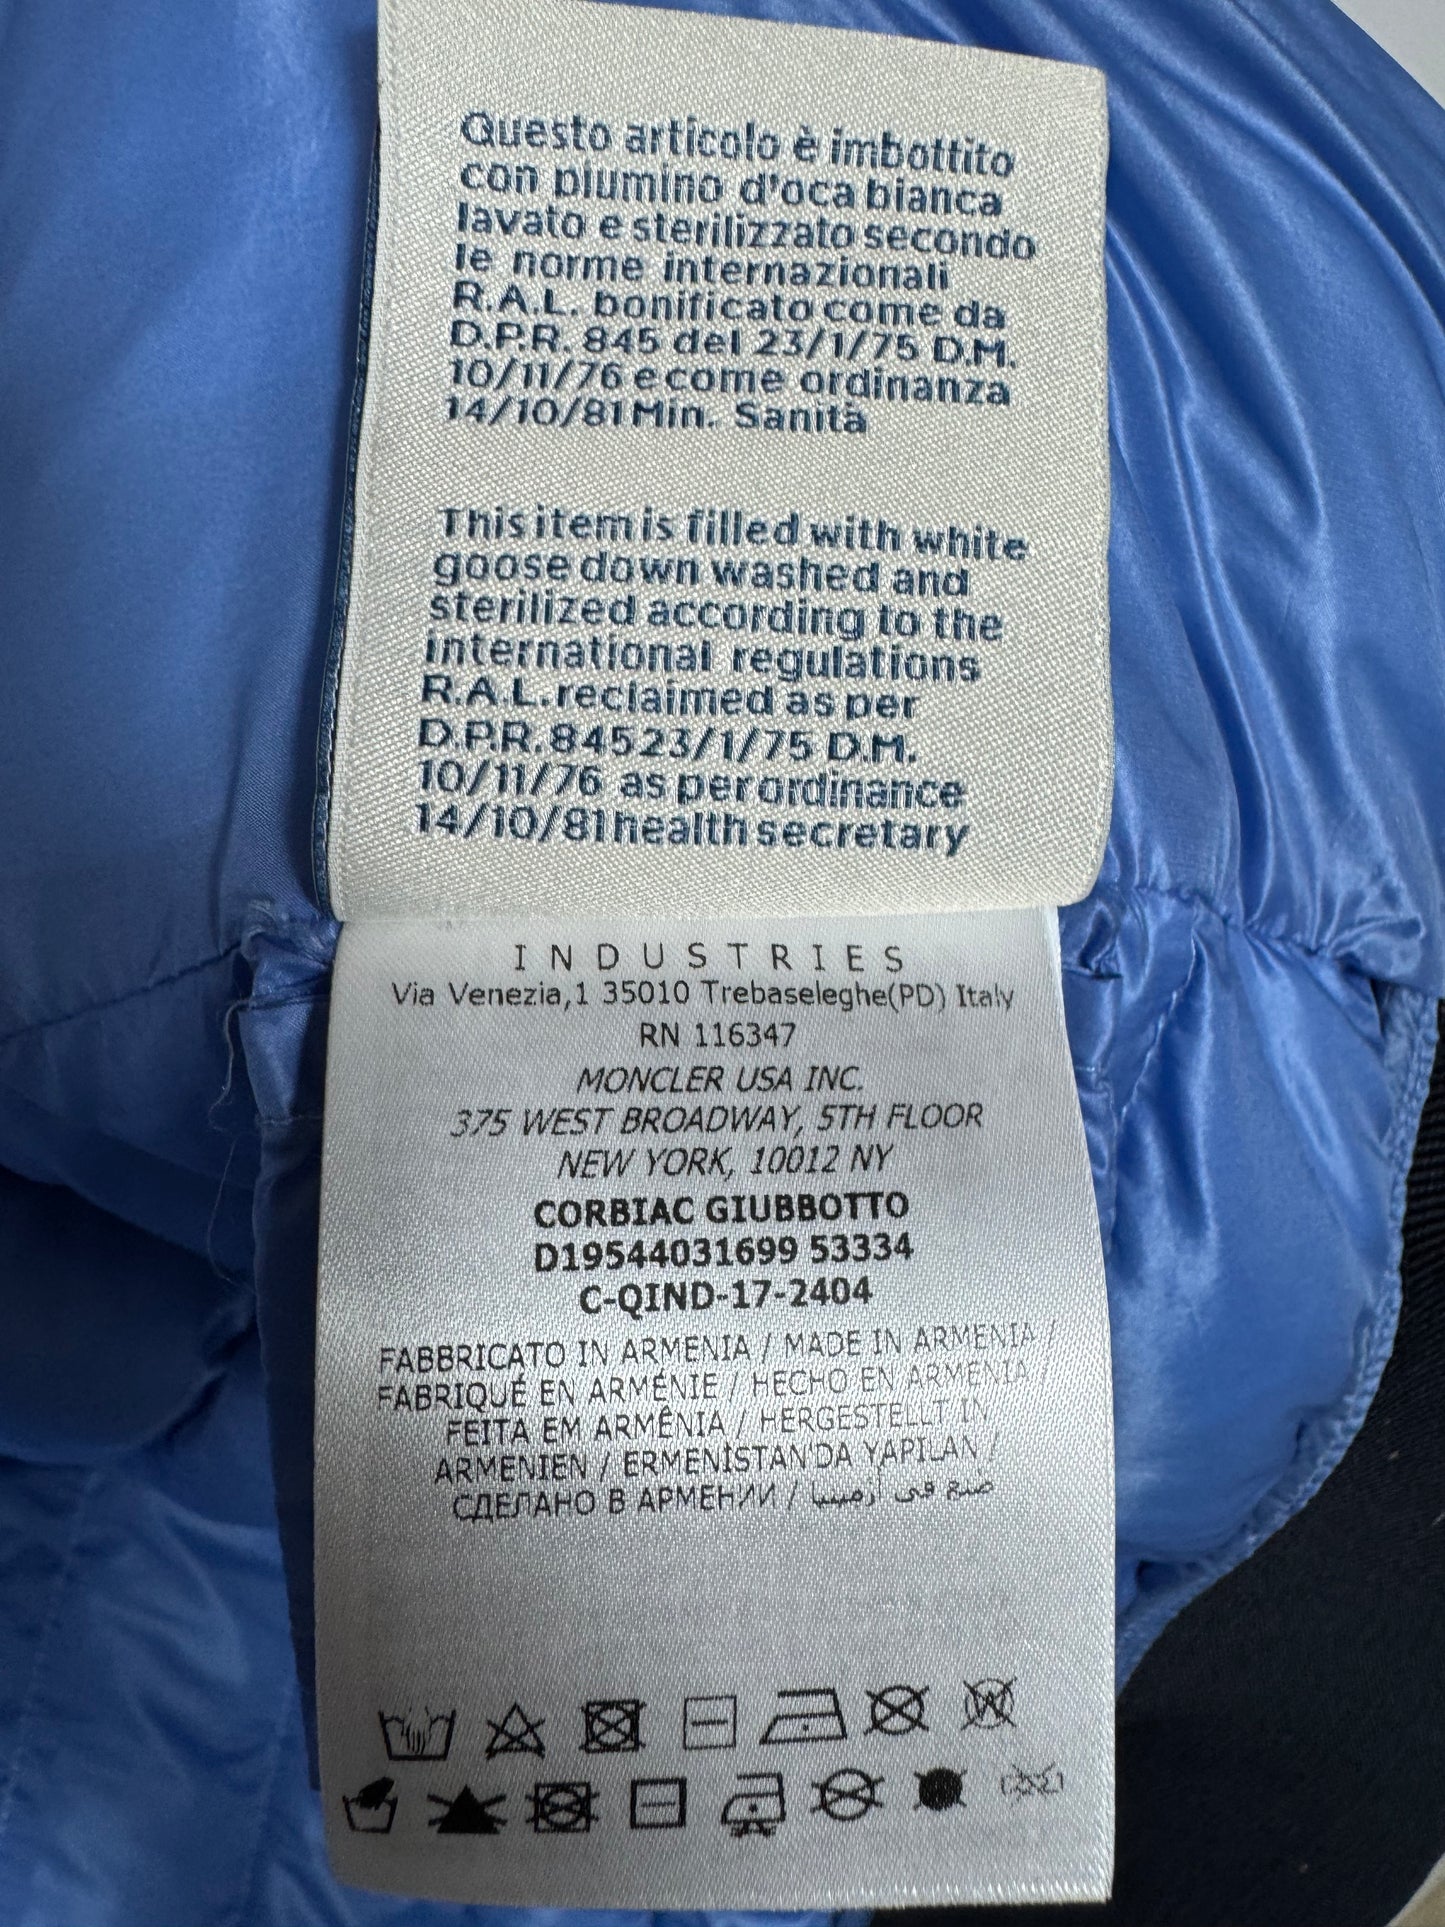 Questo articolo è imbottito
con piumino d'oca bianca
lavato e sterilizzato secondo
le norme internazionali
R.A.L. bonificato come da
D.P.R. 845 del 23/1/75 D.M.
10/11/76 e come ordinanza
14/10/81 Min. Sanità
This item is filled with white
goose down washed and
sterilized according to the
international regulations
R.A.L. reclaimed as per
D.P.R. 845 23/1/75 D.M.
10/11/76 as per ordinance
14/10/81 health secretary
INDUSTRIES
Via Venezia,1 35010 Trebaseleghe(PD) Italy
RN 116347
MONCLER USA INC.
375 WEST BROADWAY, 5TH FLOOR
NEW YORK, 10012 NY
CORBIAC GIUBBOTTO
D19544031699 53334
C-QIND-17-2404
FABBRICATO IN ARMENIA / MADE IN ARMENIA /
FABRIQUÉ EN ARMÉNIE / HECHO EN ARMENIA /
FEITA EM ARMÊNIA / HERGESTELLT IN
ARMENIEN / ERMENİSTAN'DA YAPILAN /
СДЕЛАНО В АРМЕНИИ / صنع في أرمينيا
W